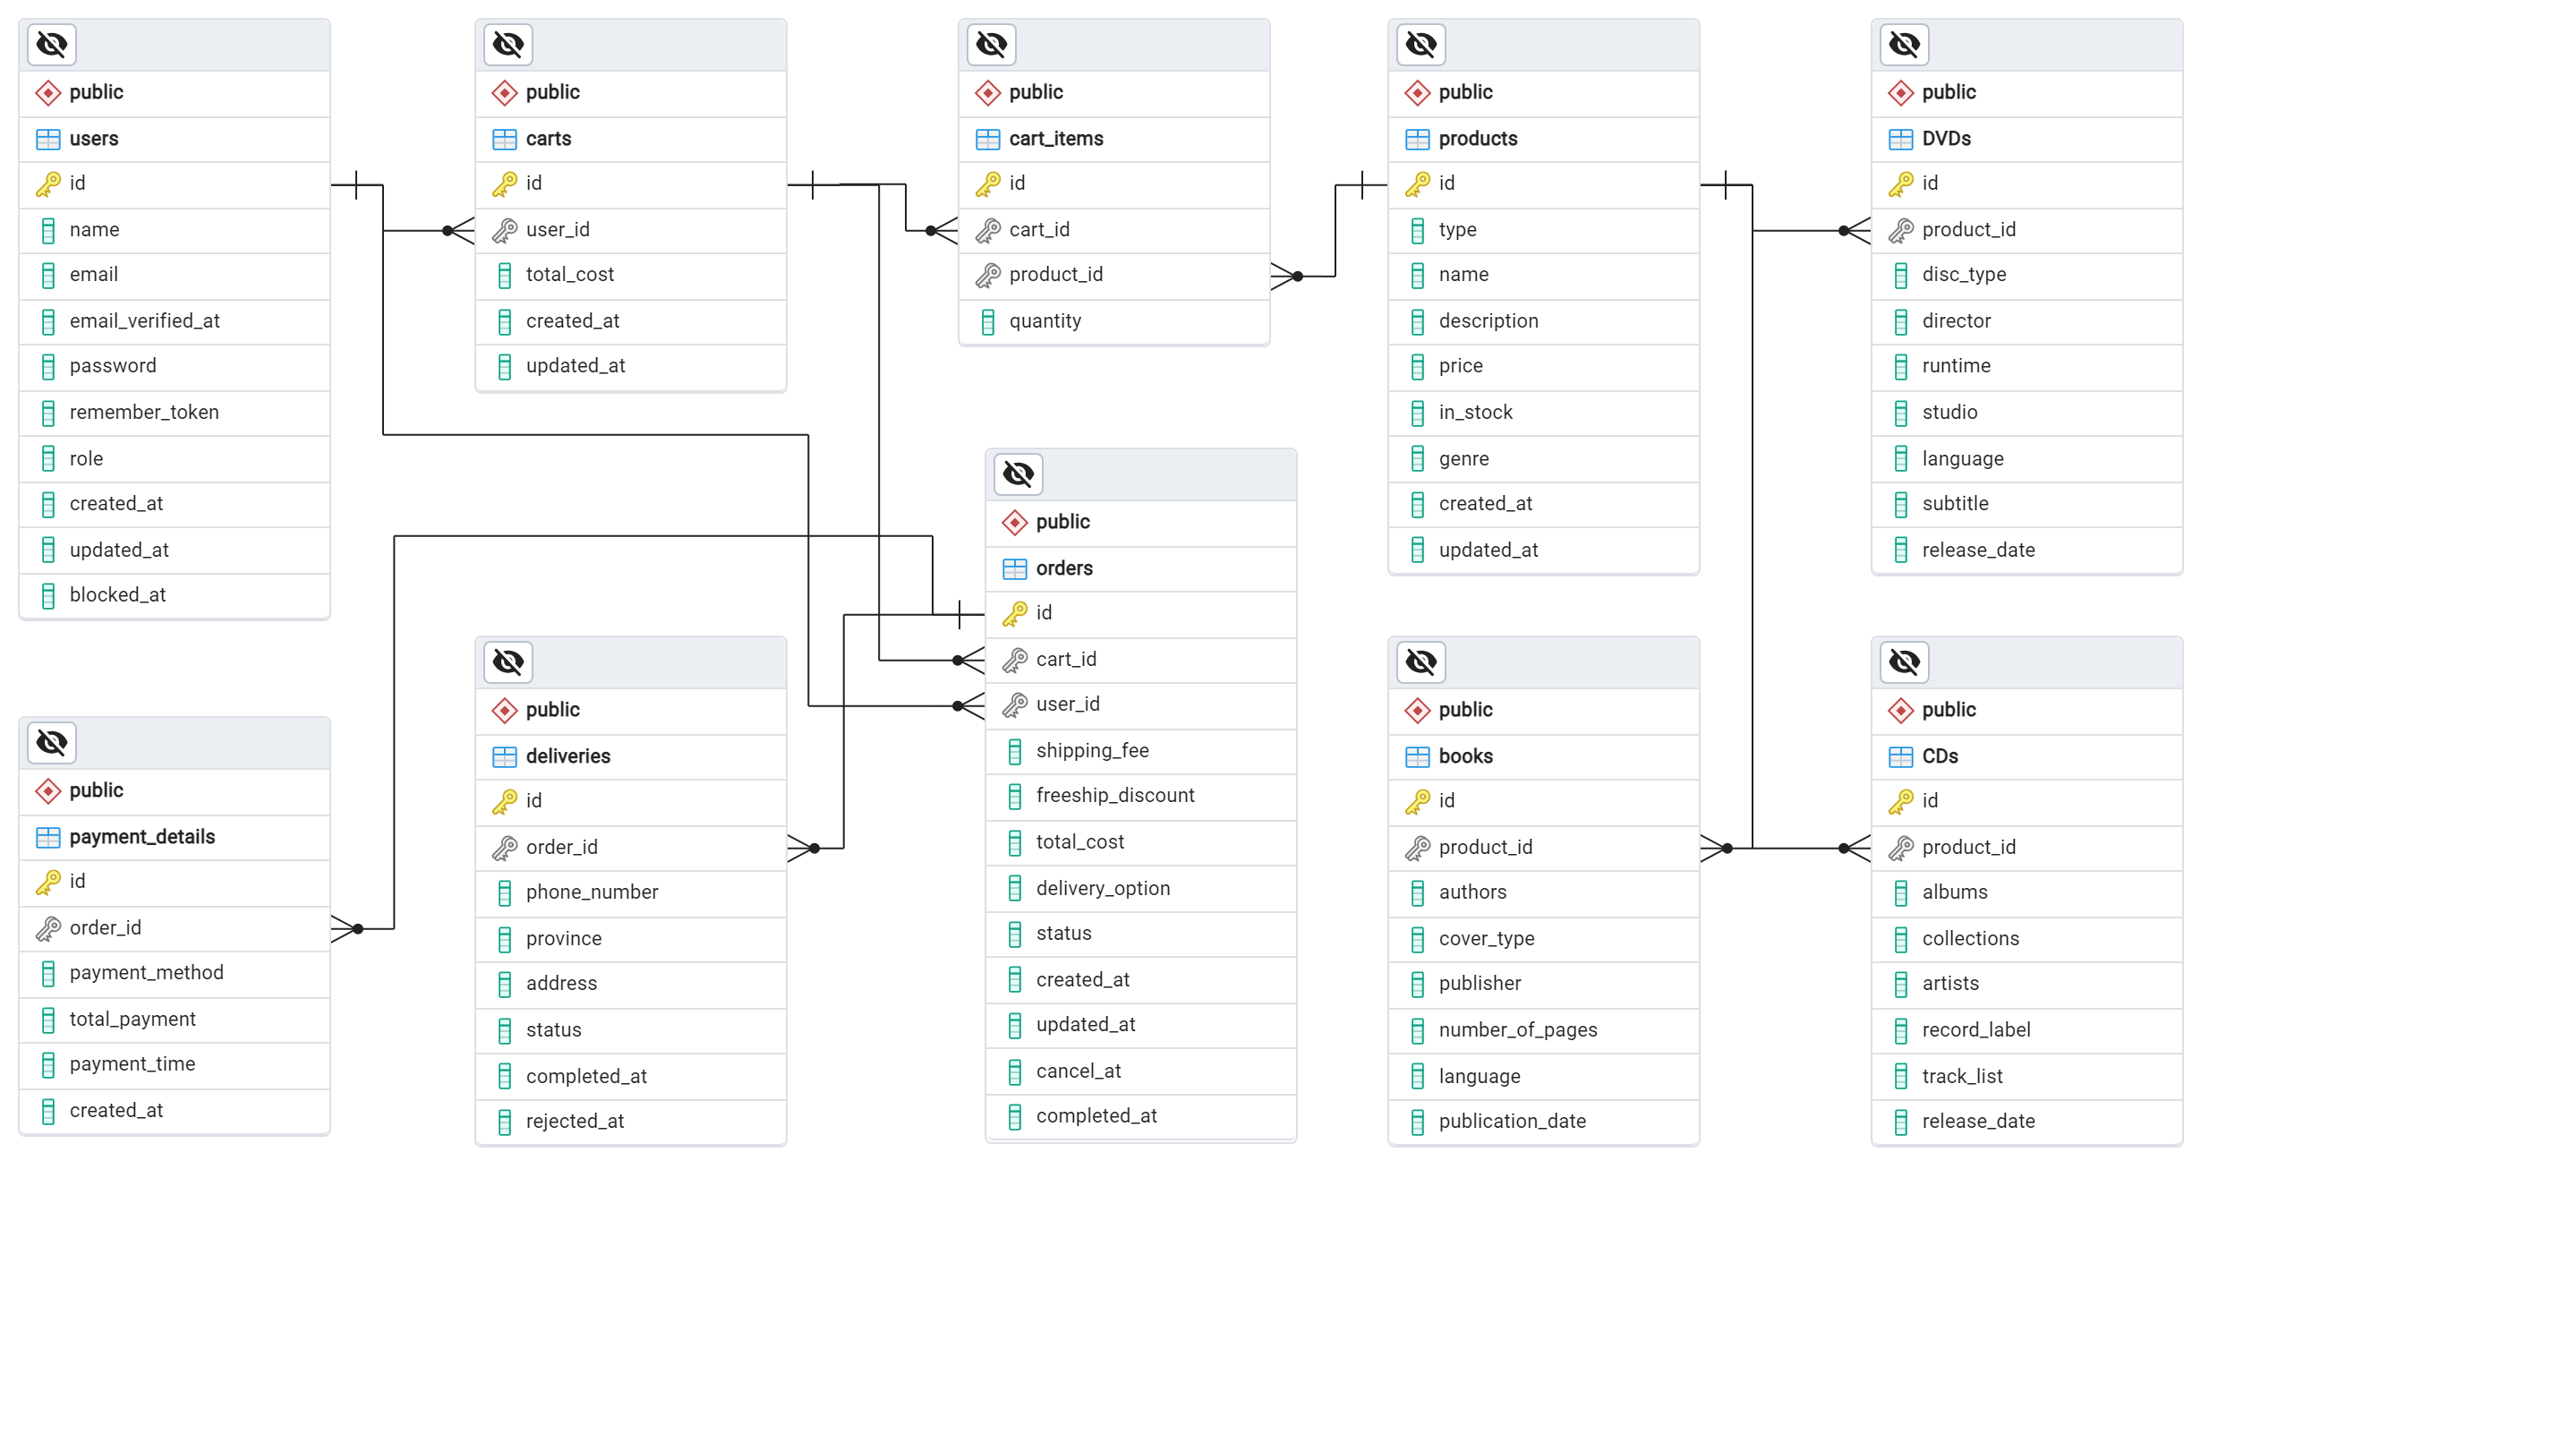 public
users
id
name
email
email_verified_at
password
remember_token
role
created_at
updated_at
blocked_at
public
carts
id
user_id
total_cost
created_at
updated_at
public
cart_items
id
cart_id
product_id
quantity
public
products
id
type
name
description
price
in_stock
genre
created_at
updated_at
public
DVDs
id
product_id
disc_type
director
runtime
studio
language
subtitle
release_date
public
payment_details
id
order_id
payment_method
total_payment
payment_time
created_at
public
deliveries
id
order_id
phone_number
province
address
status
completed_at
rejected_at
public
orders
id
cart_id
user_id
shipping_fee
freeship_discount
total_cost
delivery_option
status
created_at
updated_at
cancel_at
completed_at
public
books
id
product_id
authors
cover_type
publisher
number_of_pages
language
publication_date
public
CDs
id
product_id
albums
collections
artists
record_label
track_list
release_date